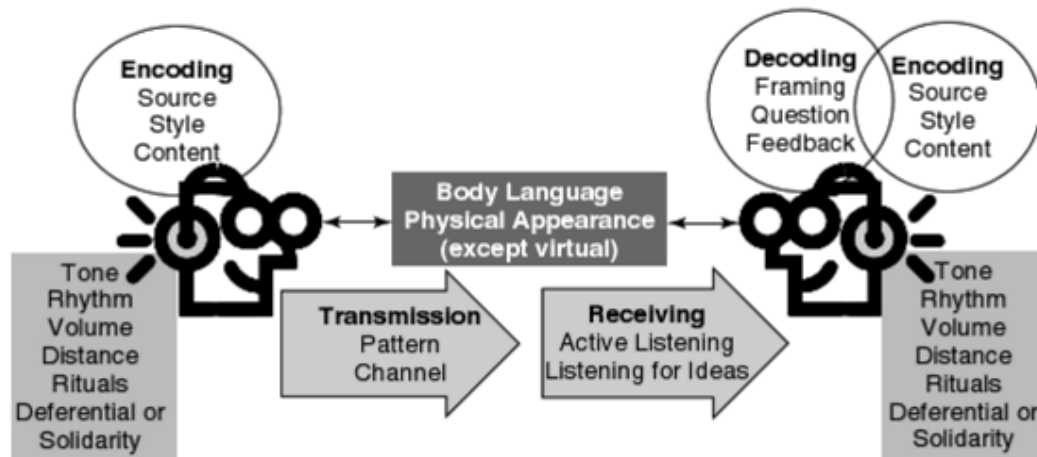 Encoding
Source
Style
Content
Decoding
Framing
Question
Feedback
Encoding
Source
Style
Content
Body Language
Physical Appearance
(except virtual)
Tone
Rhythm
Volume
Distance
Rituals
Deferential or
Solidarity
Transmission
Pattern
Channel
Receiving
Active Listening
Listening for Ideas
Tone
Rhythm
Volume
Distance
Rituals
Deferential or
Solidarity